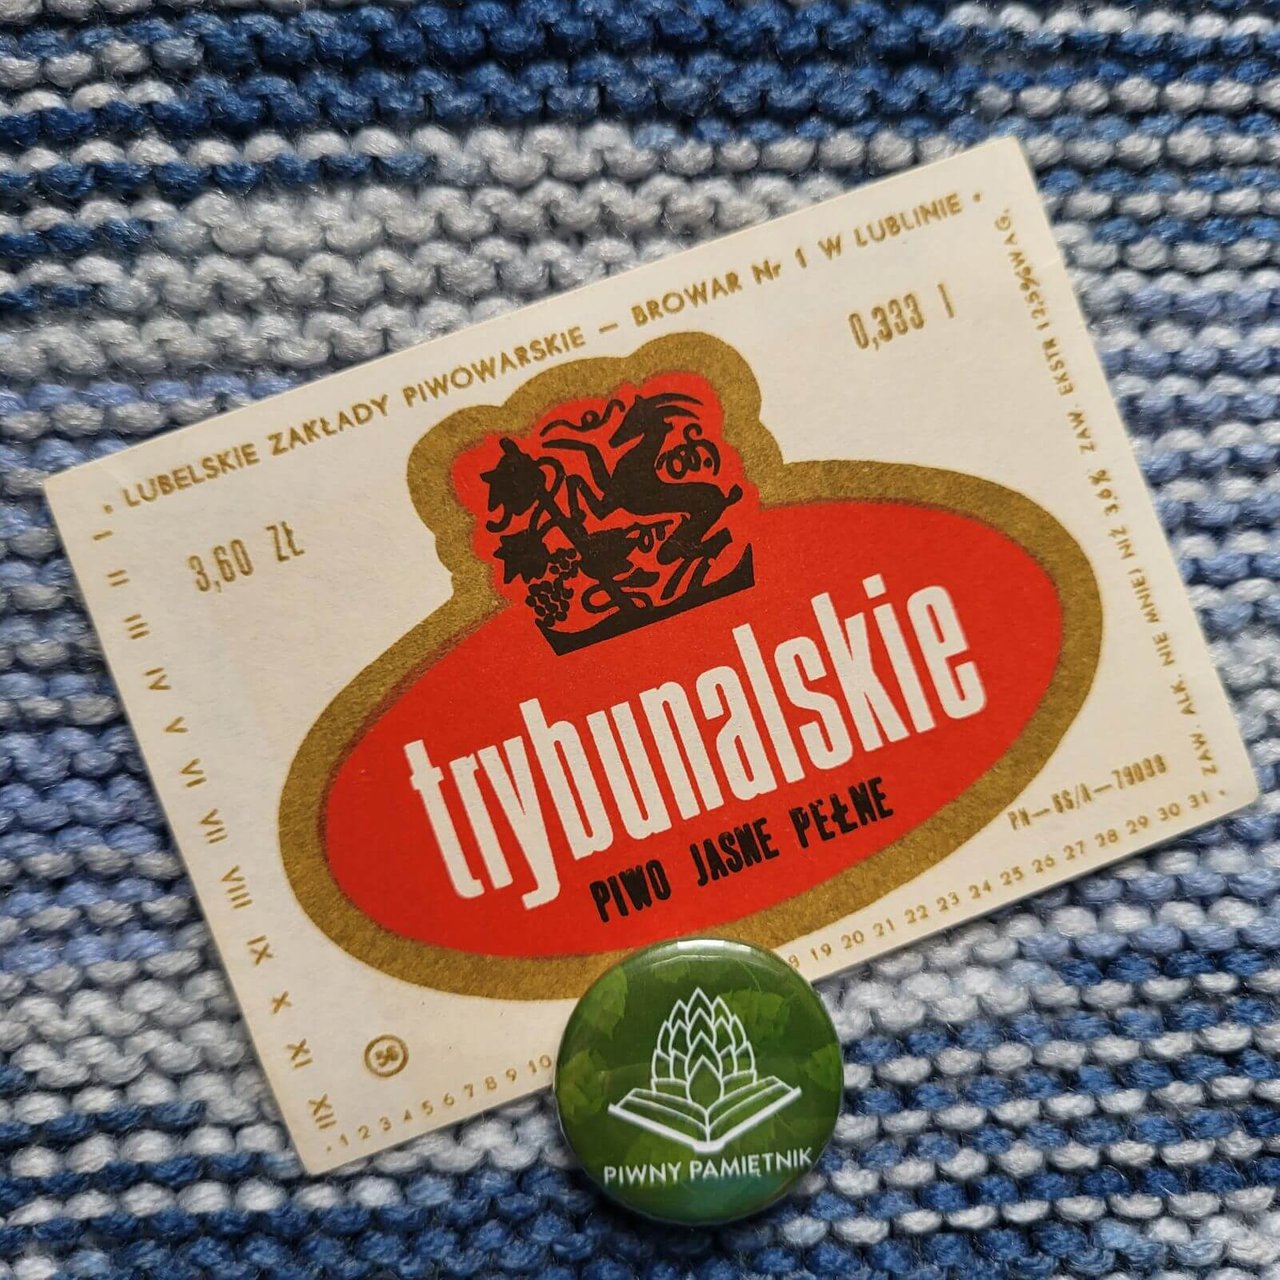 • LUBELSKIE ZAKŁADY PIWOWARSKIE — BROWAR Nr 1 W LUBLINIE •
3,60 ZŁ
0,333 l
trybunalskie
PIWO JASNE PEŁNE
ZAW. ALK. NIE MNIEJ NIŻ 3,6% ZAW. EKSTR 12,5%WAG.
PN—65/A—79098
I II III IV V VI VII VIII IX X XI XII
56
• 1 2 3 4 5 6 7 8 9 10
19 20 21 22 23 24 25 26 27 28 29 30 31 •
PIWNY PAMIĘTNIK